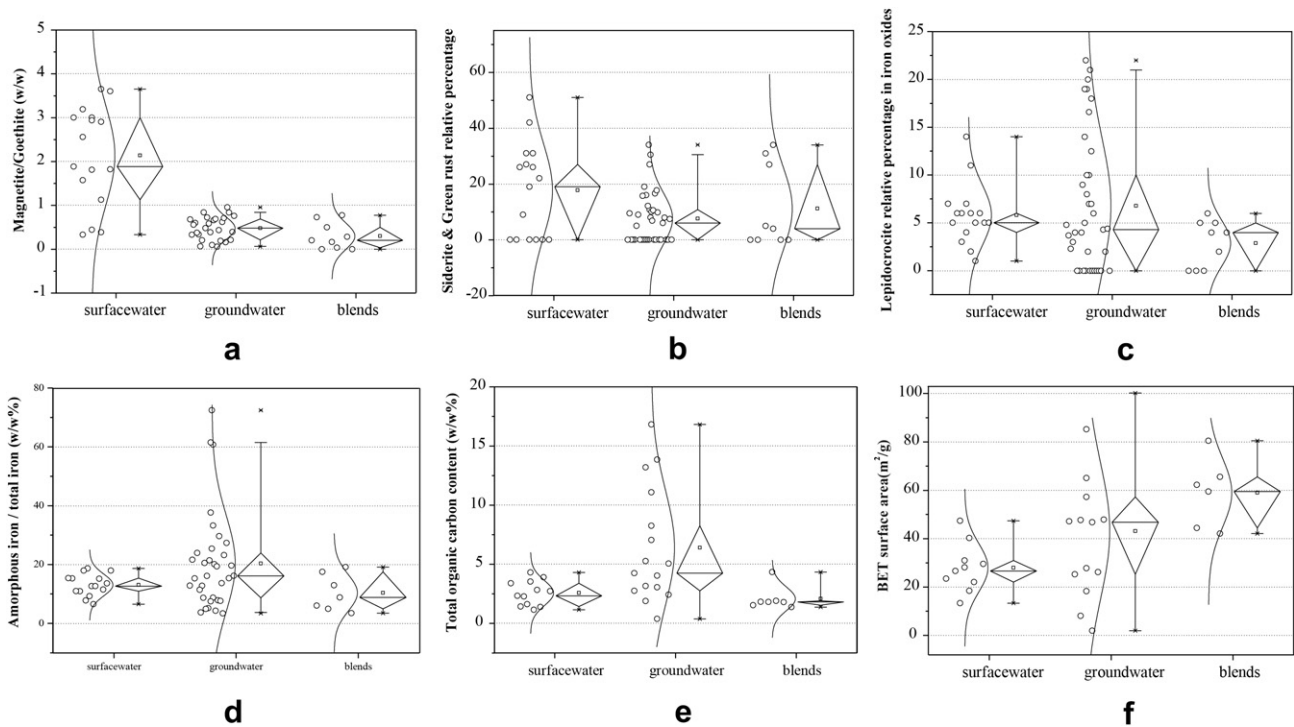 Magnetite/Goethite (w/w)
5
4
3
2
1
0
-1
surfacewater groundwater blends
a
Siderite & Green rust relative percentage
60
40
20
0
-20
surfacewater groundwater blends
b
Lepidocrocite relative percentage in iron oxides
25
20
15
10
5
0
surfacewater groundwater blends
c
Amorphous iron / total iron (w/w%)
80
60
40
20
0
surfacewater groundwater blends
d
Total organic carbon content (w/w%)
20
15
10
5
0
surfacewater groundwater blends
e
BET surface area(m²/g)
100
80
60
40
20
0
surfacewater groundwater blends
f